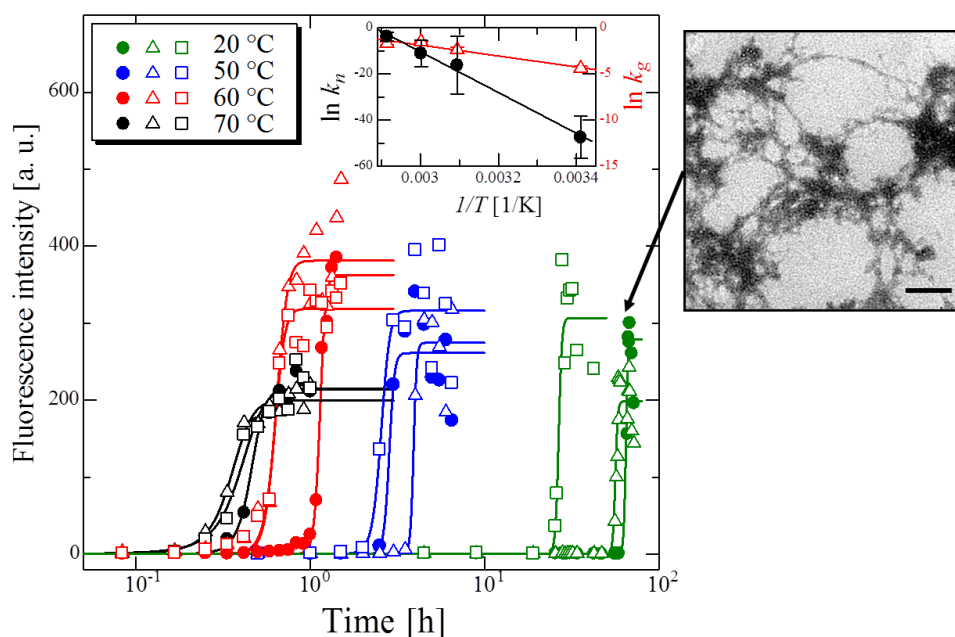 20 °C
50 °C
60 °C
70 °C
Fluorescence intensity [a. u.]
600
400
200
0
10⁻¹
10⁰
10¹
10²
Time [h]
ln kₙ
0
-20
-40
-60
0.003
0.0032
0.0034
1/T [1/K]
0
-5
-10
-15
ln k_g